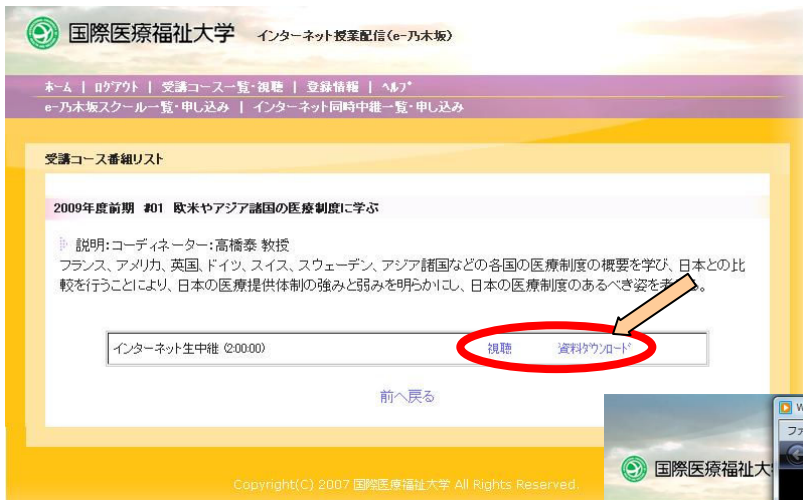 国際医療福祉大学 インターネット授業配信(e-乃木坂)
ホーム | ログアウト | 受講コース一覧・視聴 | 登録情報 | ヘルプ
e-乃木坂スクール一覧・申し込み | インターネット同時中継一覧・申し込み
受講コース番組リスト
2009年度前期 #01 欧米やアジア諸国の医療制度に学ぶ
説明:コーディネーター:高橋泰 教授
フランス、アメリカ、英国、ドイツ、スイス、スウェーデン、アジア諸国などの各国の医療制度の概要を学び、日本との比
較を行うことにより、日本の医療提供体制の強みと弱みを明らかにし、日本の医療制度のあるべき姿を考える。
インターネット生中継 (2:00:00) 視聴 資料ダウンロード
前へ戻る
Copyright(C) 2007 国際医療福祉大学 All Rights Reserved.
国際医療福祉大
W
ファ